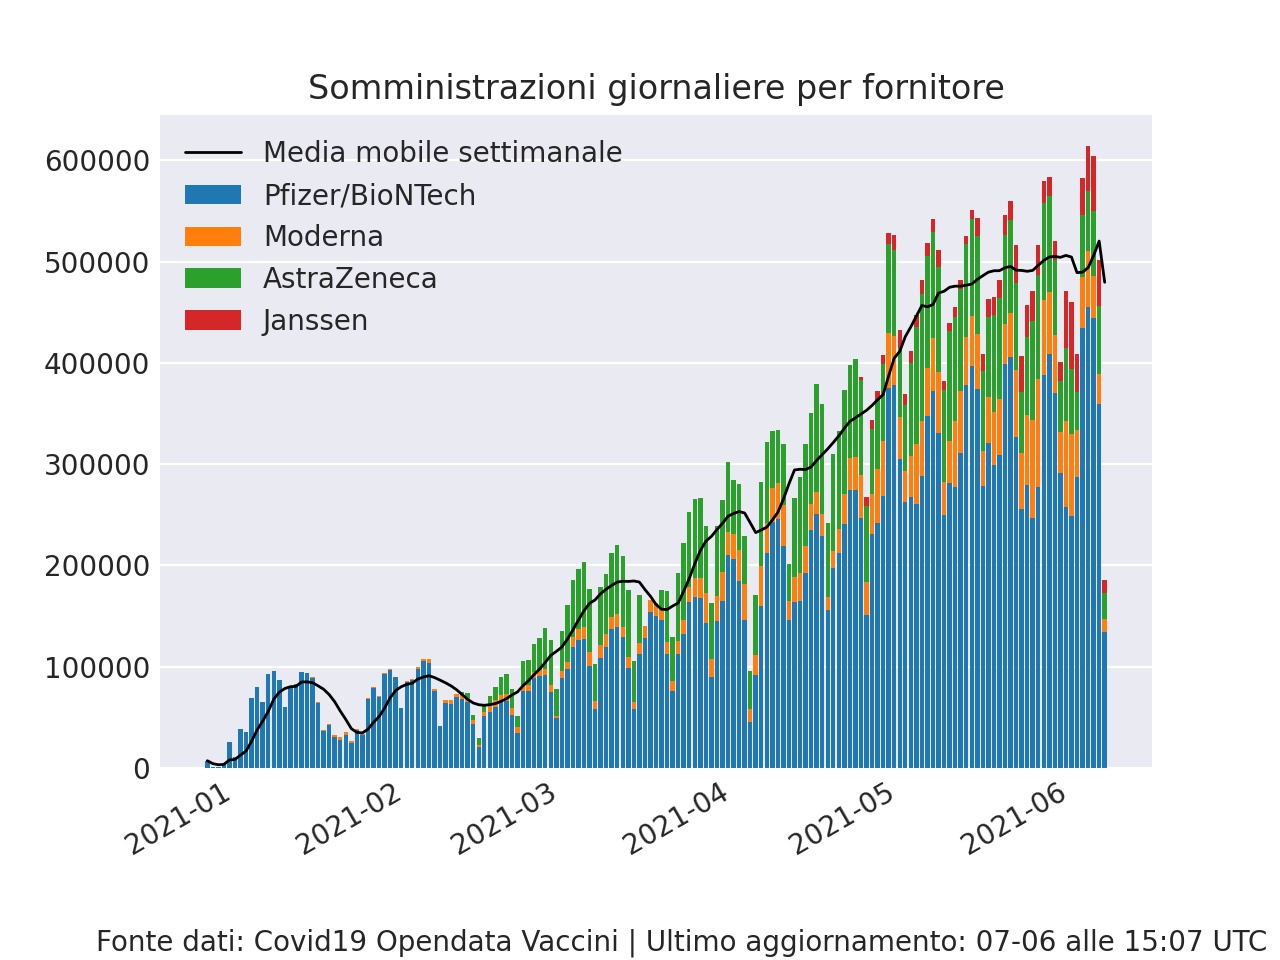 Somministrazioni giornaliere per fornitore
Media mobile settimanale
Pfizer/BioNTech
Moderna
AstraZeneca
Janssen
600000
500000
400000
300000
200000
100000
0
2021-01
2021-02
2021-03
2021-04
2021-05
2021-06
Fonte dati: Covid19 Opendata Vaccini | Ultimo aggiornamento: 07-06 alle 15:07 UTC